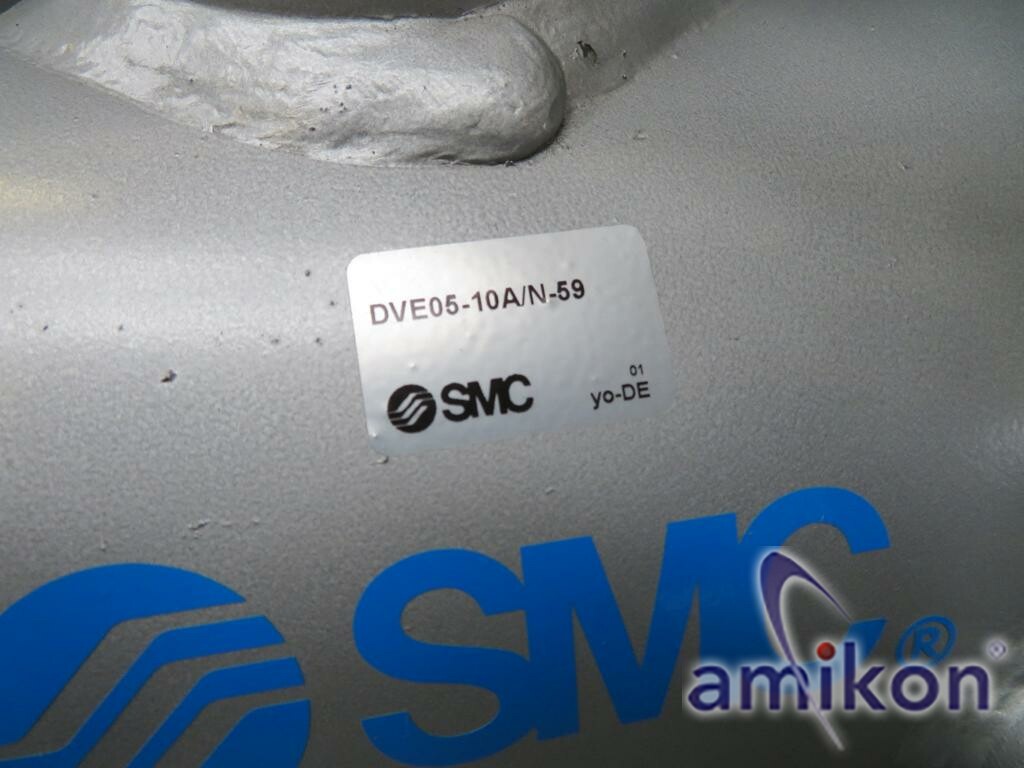 DVE05-10A/N-59
SMC
01
yo-DE
SMC®
amikon®